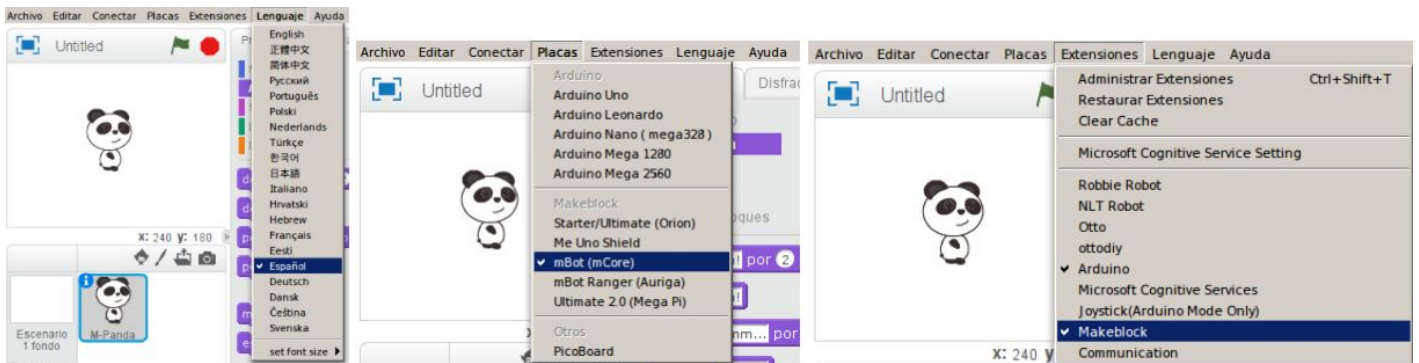 Archivo Editar Conectar Placas Extensiones Lenguaje Ayuda
Untitled
English
正體中文
简体中文
Русский
Português
Polski
Nederlands
Türkçe
한국어
日本語
Italiano
Hrvatski
Hebrew
Français
Eesti
Español
Deutsch
Dansk
Čeština
Svenska
set font size
x: 240 y: 180
Escenario
1 fondo
M-Panda
Archivo Editar Conectar Placas Extensiones Lenguaje Ayuda
Untitled
Arduino
Arduino Uno
Arduino Leonardo
Arduino Nano ( mega328 )
Arduino Mega 1280
Arduino Mega 2560
Makeblock
Starter/Ultimate (Orion)
Me Uno Shield
mBot (mCore)
mBot Ranger (Auriga)
Ultimate 2.0 (Mega Pi)
Otros
PicoBoard
por 2
por
Archivo Editar Conectar Placas Extensiones Lenguaje Ayuda
Untitled
Administrar Extensiones Ctrl+Shift+T
Restaurar Extensiones
Clear Cache
Microsoft Cognitive Service Setting
Robbie Robot
NLT Robot
Otto
ottodiy
Arduino
Microsoft Cognitive Services
Joystick(Arduino Mode Only)
Makeblock
Communication
x: 240 y